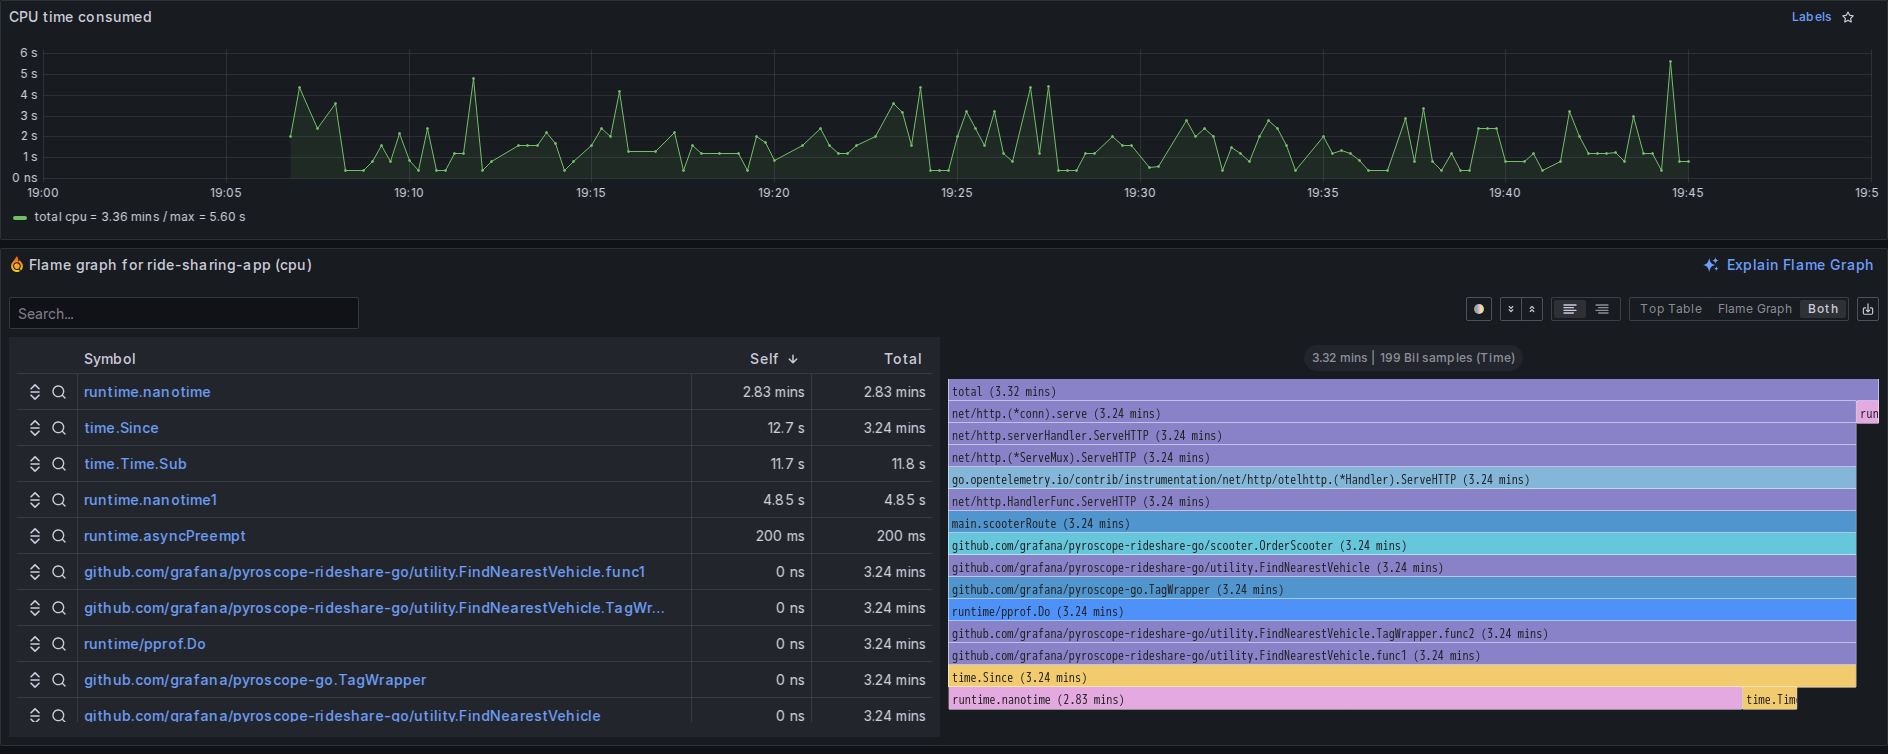 CPU time consumed
Labels
6 s
5 s
4 s
3 s
2 s
1 s
0 ns
19:00 19:05 19:10 19:15 19:20 19:25 19:30 19:35 19:40 19:45 19:5
total cpu = 3.36 mins / max = 5.60 s
Flame graph for ride-sharing-app (cpu)
Explain Flame Graph
Search...
Top Table Flame Graph Both
Symbol Self Total
runtime.nanotime 2.83 mins 2.83 mins
time.Since 12.7 s 3.24 mins
time.Time.Sub 11.7 s 11.8 s
runtime.nanotime1 4.85 s 4.85 s
runtime.asyncPreempt 200 ms 200 ms
github.com/grafana/pyroscope-rideshare-go/utility.FindNearestVehicle.func1 0 ns 3.24 mins
github.com/grafana/pyroscope-rideshare-go/utility.FindNearestVehicle.TagWr... 0 ns 3.24 mins
runtime/pprof.Do 0 ns 3.24 mins
github.com/grafana/pyroscope-go.TagWrapper 0 ns 3.24 mins
github.com/grafana/pyroscope-rideshare-go/utility.FindNearestVehicle 0 ns 3.24 mins
3.32 mins | 199 Bil samples (Time)
total (3.32 mins)
net/http.(*conn).serve (3.24 mins) run
net/http.serverHandler.ServeHTTP (3.24 mins)
net/http.(*ServeMux).ServeHTTP (3.24 mins)
go.opentelemetry.io/contrib/instrumentation/net/http/otelhttp.(*Handler).ServeHTTP (3.24 mins)
net/http.HandlerFunc.ServeHTTP (3.24 mins)
main.scooterRoute (3.24 mins)
github.com/grafana/pyroscope-rideshare-go/scooter.OrderScooter (3.24 mins)
github.com/grafana/pyroscope-rideshare-go/utility.FindNearestVehicle (3.24 mins)
github.com/grafana/pyroscope-go.TagWrapper (3.24 mins)
runtime/pprof.Do (3.24 mins)
github.com/grafana/pyroscope-rideshare-go/utility.FindNearestVehicle.TagWrapper.func2 (3.24 mins)
github.com/grafana/pyroscope-rideshare-go/utility.FindNearestVehicle.func1 (3.24 mins)
time.Since (3.24 mins)
runtime.nanotime (2.83 mins) time.Tim